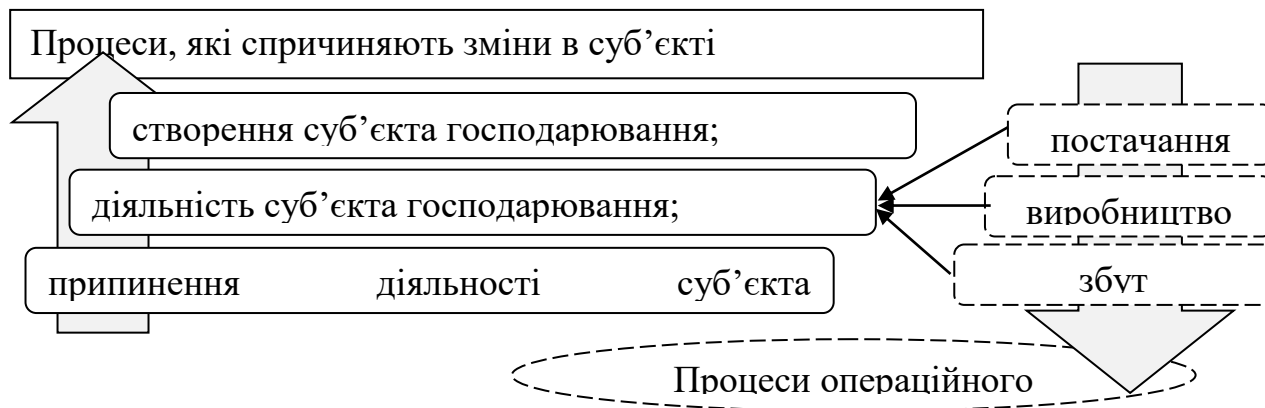 Процеси, які спричиняють зміни в суб’єкті
створення суб’єкта господарювання;
діяльність суб’єкта господарювання;
припинення діяльності суб’єкта
постачання
виробництво
збут
Процеси операційного